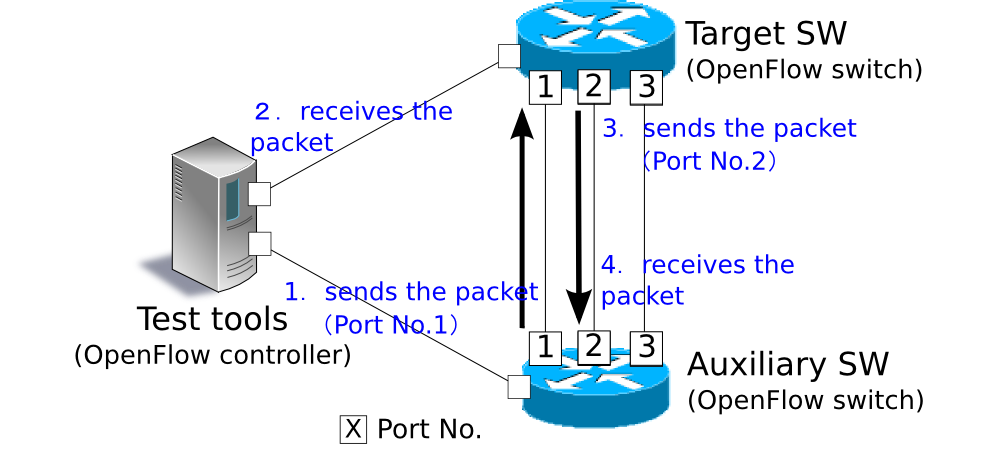 Target SW
(OpenFlow switch)
1 2 3
２. receives the
packet
3. sends the packet
（Port No.2）
4. receives the
packet
1. sends the packet
（Port No.1）
Test tools
(OpenFlow controller)
1 2 3
Auxiliary SW
(OpenFlow switch)
X Port No.